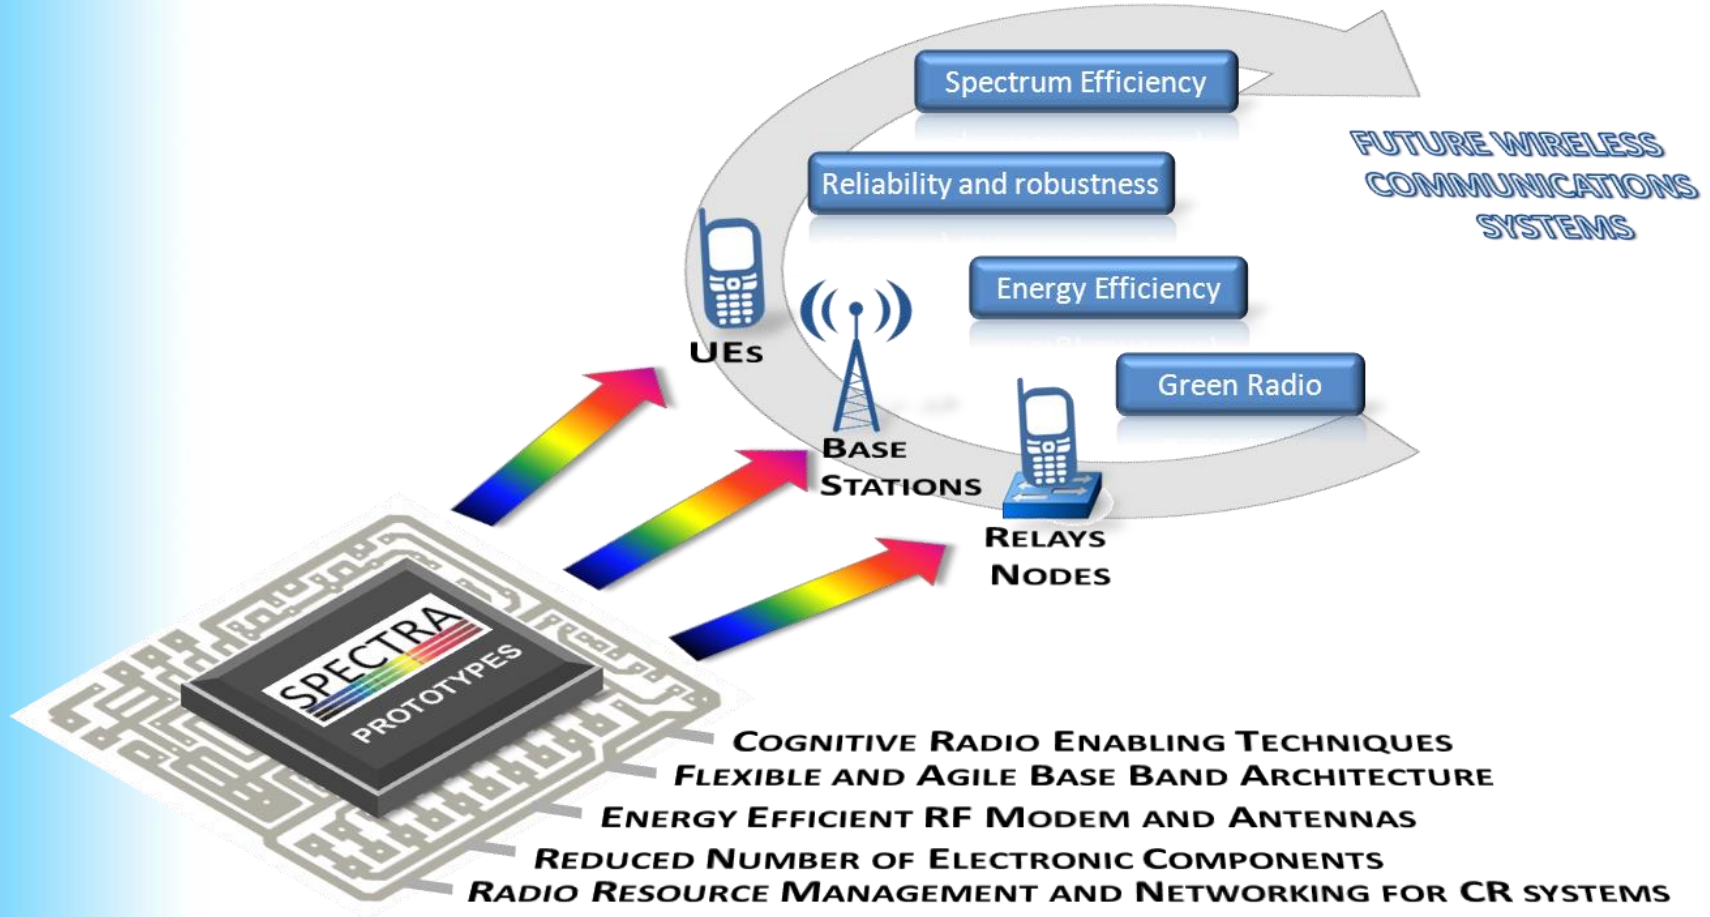 Spectrum Efficiency
FUTURE WIRELESS
COMMUNICATIONS
SYSTEMS
Reliability and robustness
Energy Efficiency
UES
Green Radio
BASE
STATIONS
RELAYS
NODES
SPECTRA
PROTOTYPES
COGNITIVE RADIO ENABLING TECHNIQUES
FLEXIBLE AND AGILE BASE BAND ARCHITECTURE
ENERGY EFFICIENT RF MODEM AND ANTENNAS
REDUCED NUMBER OF ELECTRONIC COMPONENTS
RADIO RESOURCE MANAGEMENT AND NETWORKING FOR CR SYSTEMS